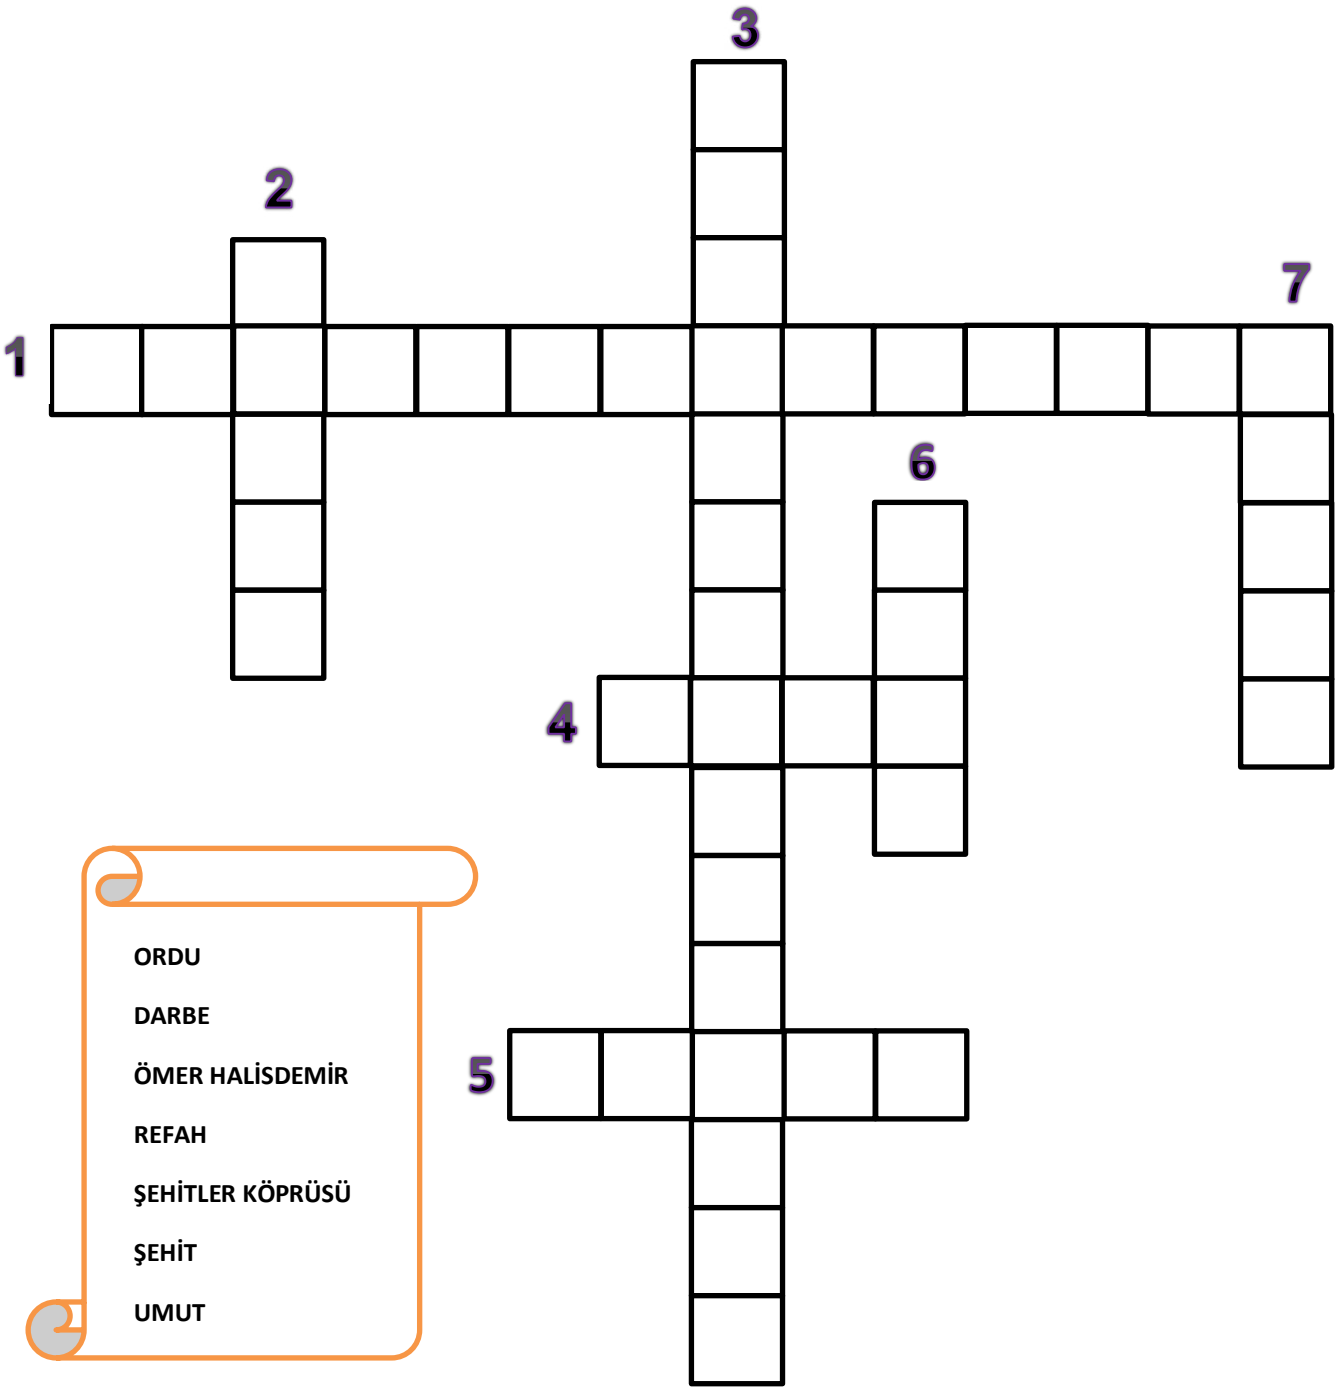 3
2
7
1
6
4
5
ORDU
DARBE
ÖMER HALİSDEMİR
REFAH
ŞEHİTLER KÖPRÜSÜ
ŞEHİT
UMUT